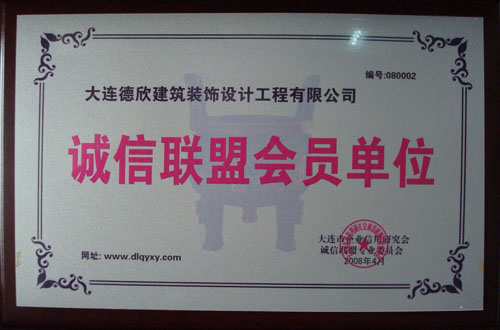 编号:080002
大连德欣建筑装饰设计工程有限公司
诚信联盟会员单位
大连市企业信用研究会
诚信联盟专业委员会
网址: www.dlqyxy.com
2008年4月